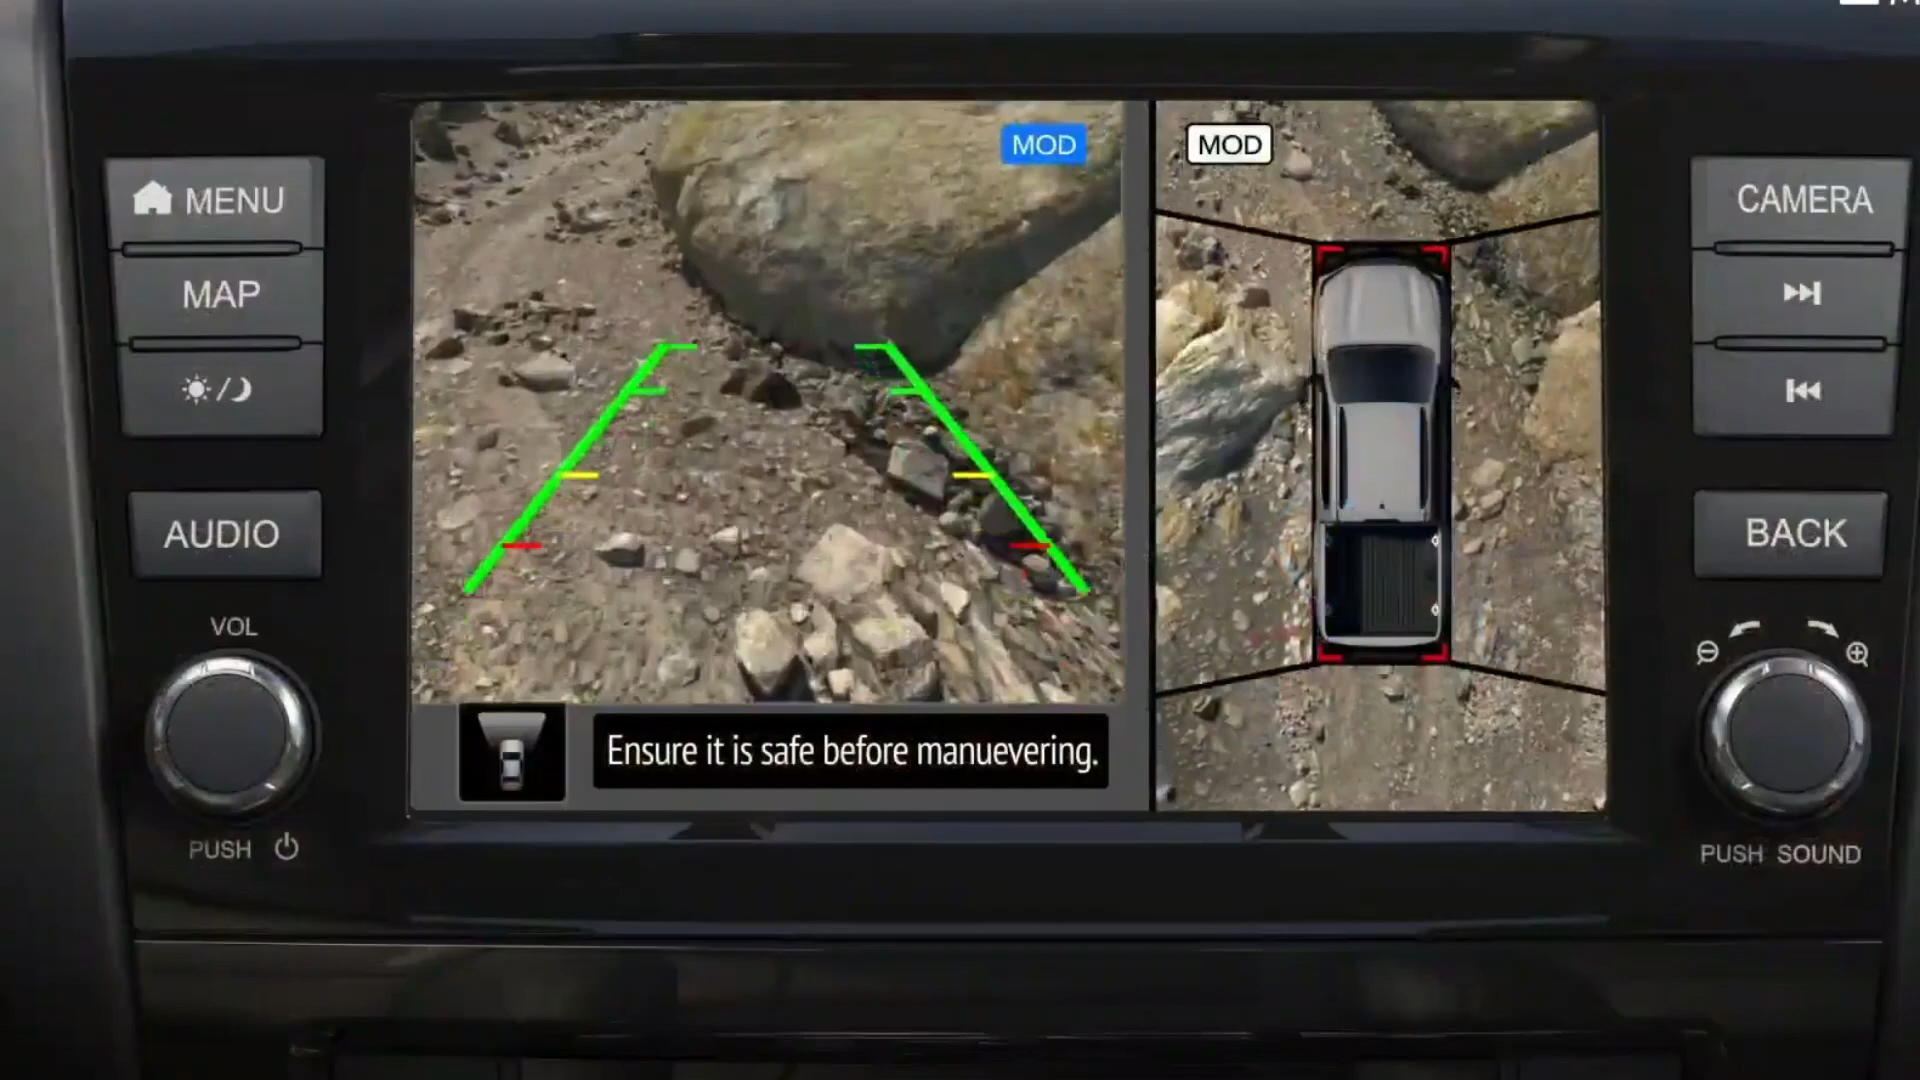 MENU
MAP
AUDIO
VOL
PUSH
MOD
MOD
Ensure it is safe before manuevering.
CAMERA
BACK
PUSH SOUND